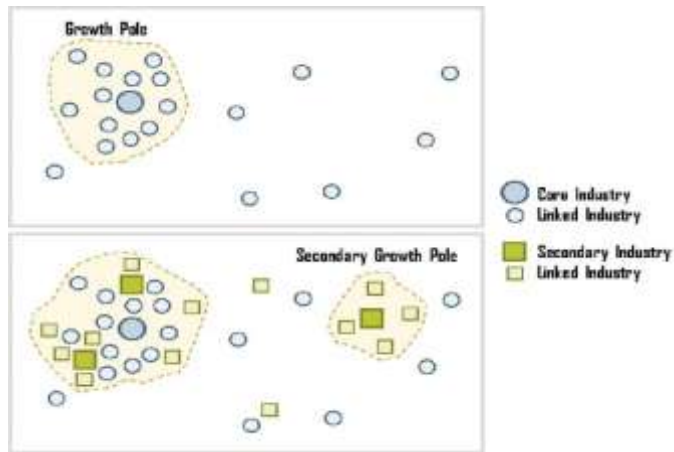 Growth Pole
Core Industry
Linked Industry
Secondary Growth Pole
Secondary Industry
Linked Industry